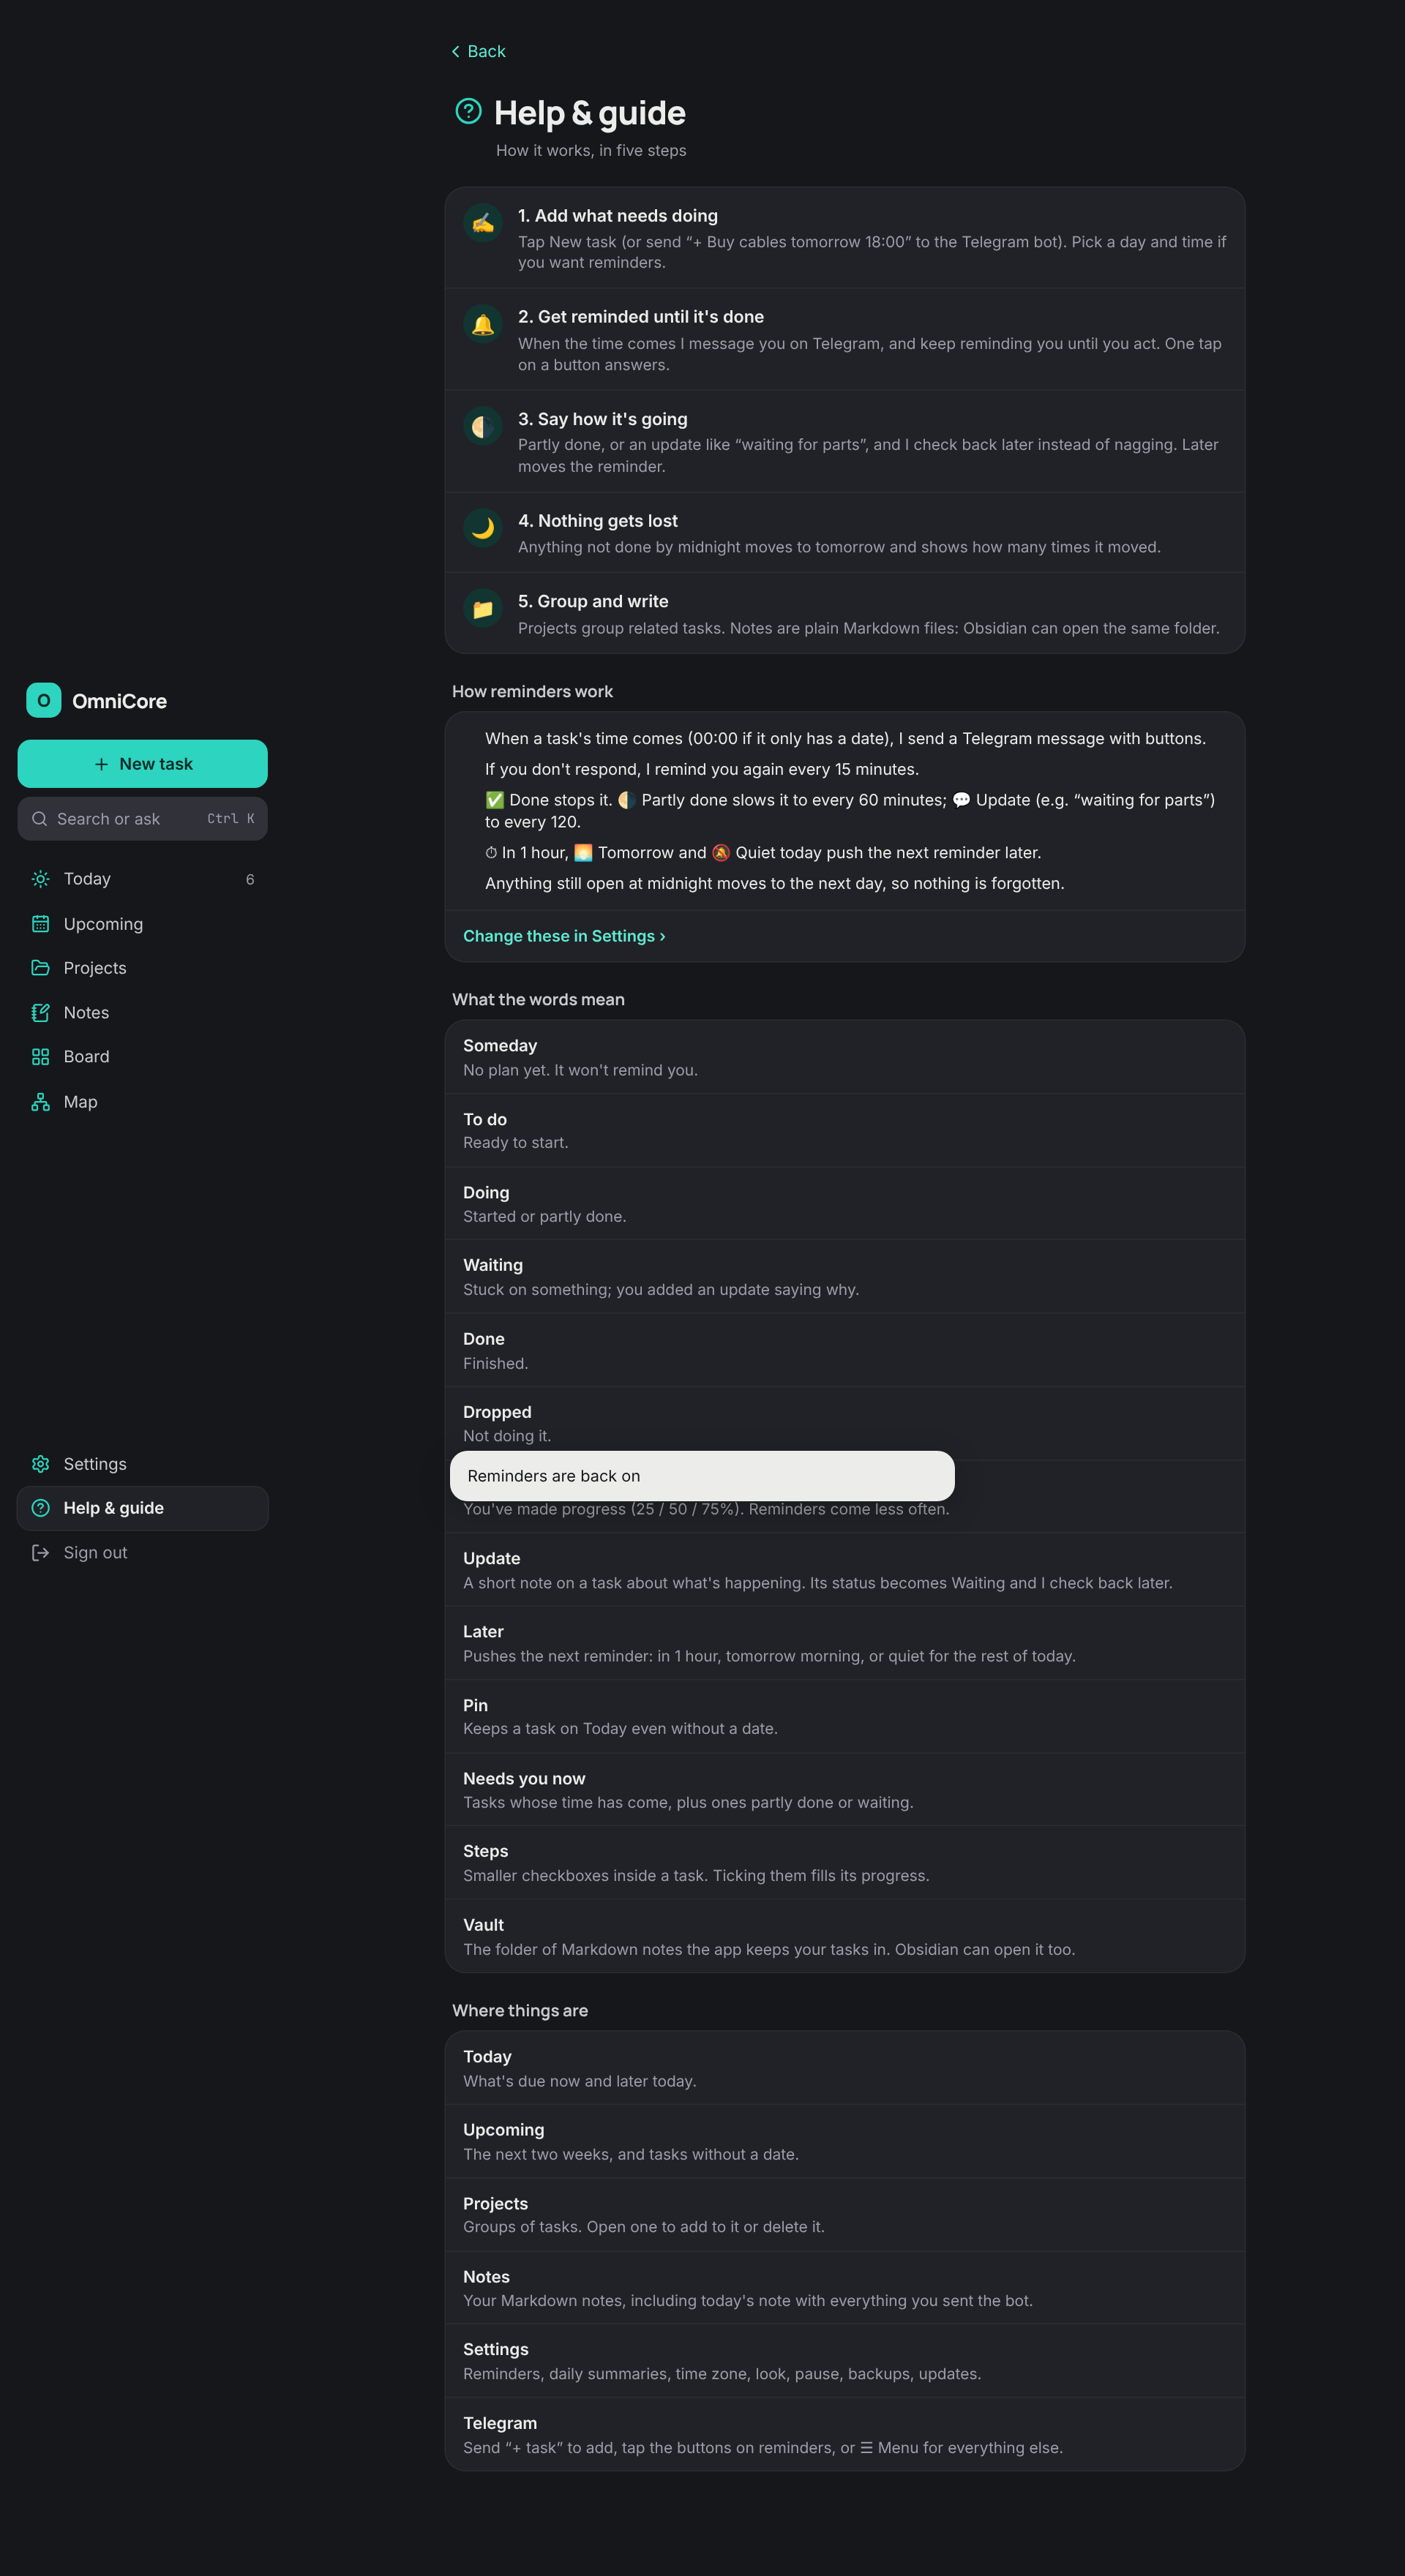 Back
Help & guide
How it works, in five steps
1. Add what needs doing
Tap New task (or send “+ Buy cables tomorrow 18:00” to the Telegram bot). Pick a day and time if
you want reminders.
2. Get reminded until it's done
When the time comes I message you on Telegram, and keep reminding you until you act. One tap
on a button answers.
3. Say how it's going
Partly done, or an update like “waiting for parts”, and I check back later instead of nagging. Later
moves the reminder.
4. Nothing gets lost
Anything not done by midnight moves to tomorrow and shows how many times it moved.
5. Group and write
Projects group related tasks. Notes are plain Markdown files: Obsidian can open the same folder.
O OmniCore
+ New task
Search or ask Ctrl K
Today 6
Upcoming
Projects
Notes
Board
Map
Settings
Help & guide
Sign out
How reminders work
When a task's time comes (00:00 if it only has a date), I send a Telegram message with buttons.
If you don't respond, I remind you again every 15 minutes.
✅ Done stops it. 🌗 Partly done slows it to every 60 minutes; 💬 Update (e.g. “waiting for parts”)
to every 120.
⏱ In 1 hour, 🌅 Tomorrow and 🔕 Quiet today push the next reminder later.
Anything still open at midnight moves to the next day, so nothing is forgotten.
Change these in Settings ›
What the words mean
Someday
No plan yet. It won't remind you.
To do
Ready to start.
Doing
Started or partly done.
Waiting
Stuck on something; you added an update saying why.
Done
Finished.
Dropped
Not doing it.
Reminders are back on
You've made progress (25 / 50 / 75%). Reminders come less often.
Update
A short note on a task about what's happening. Its status becomes Waiting and I check back later.
Later
Pushes the next reminder: in 1 hour, tomorrow morning, or quiet for the rest of today.
Pin
Keeps a task on Today even without a date.
Needs you now
Tasks whose time has come, plus ones partly done or waiting.
Steps
Smaller checkboxes inside a task. Ticking them fills its progress.
Vault
The folder of Markdown notes the app keeps your tasks in. Obsidian can open it too.
Where things are
Today
What's due now and later today.
Upcoming
The next two weeks, and tasks without a date.
Projects
Groups of tasks. Open one to add to it or delete it.
Notes
Your Markdown notes, including today's note with everything you sent the bot.
Settings
Reminders, daily summaries, time zone, look, pause, backups, updates.
Telegram
Send “+ task” to add, tap the buttons on reminders, or ☰ Menu for everything else.